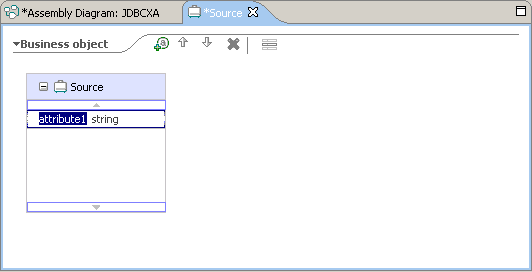 *Assembly Diagram: JDBCXA
*Source
Business object
Source
attribute1 string